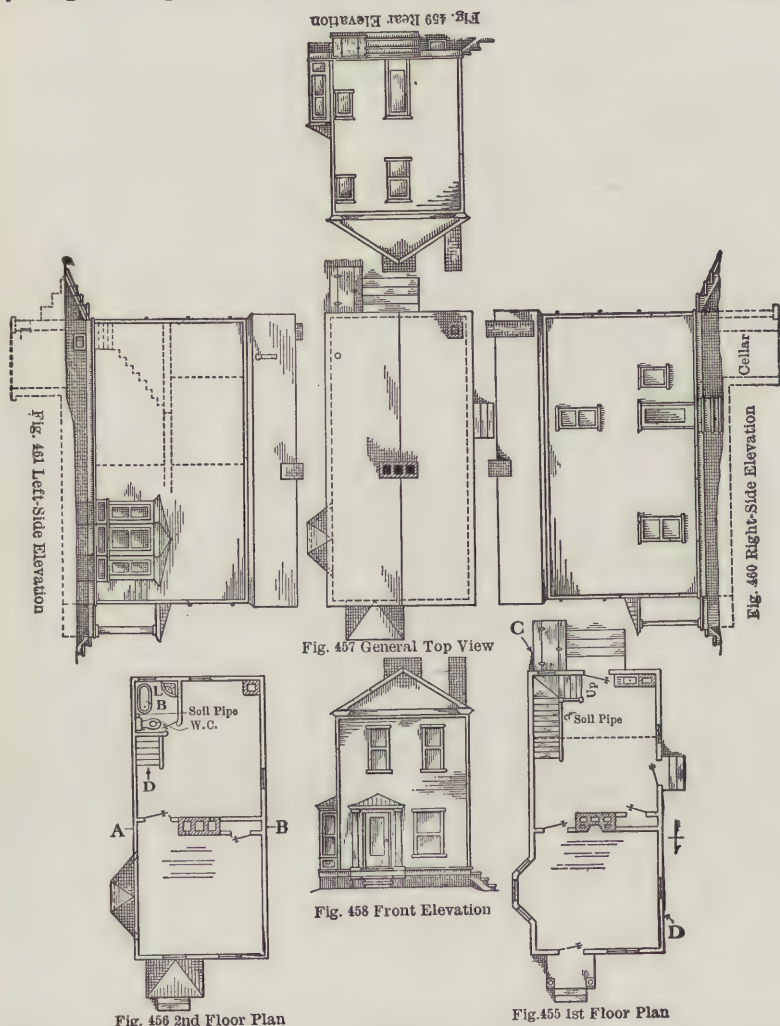 Fig. 459 Rear Elevation
Fig. 461 Left-Side Elevation
Cellar
Fig. 460 Right-Side Elevation
Fig. 457 General Top View
C
L
B
Soil Pipe
W.C.
D
A
B
Up
Soil Pipe
D
Fig. 458 Front Elevation
Fig. 456 2nd Floor Plan
Fig.455 1st Floor Plan